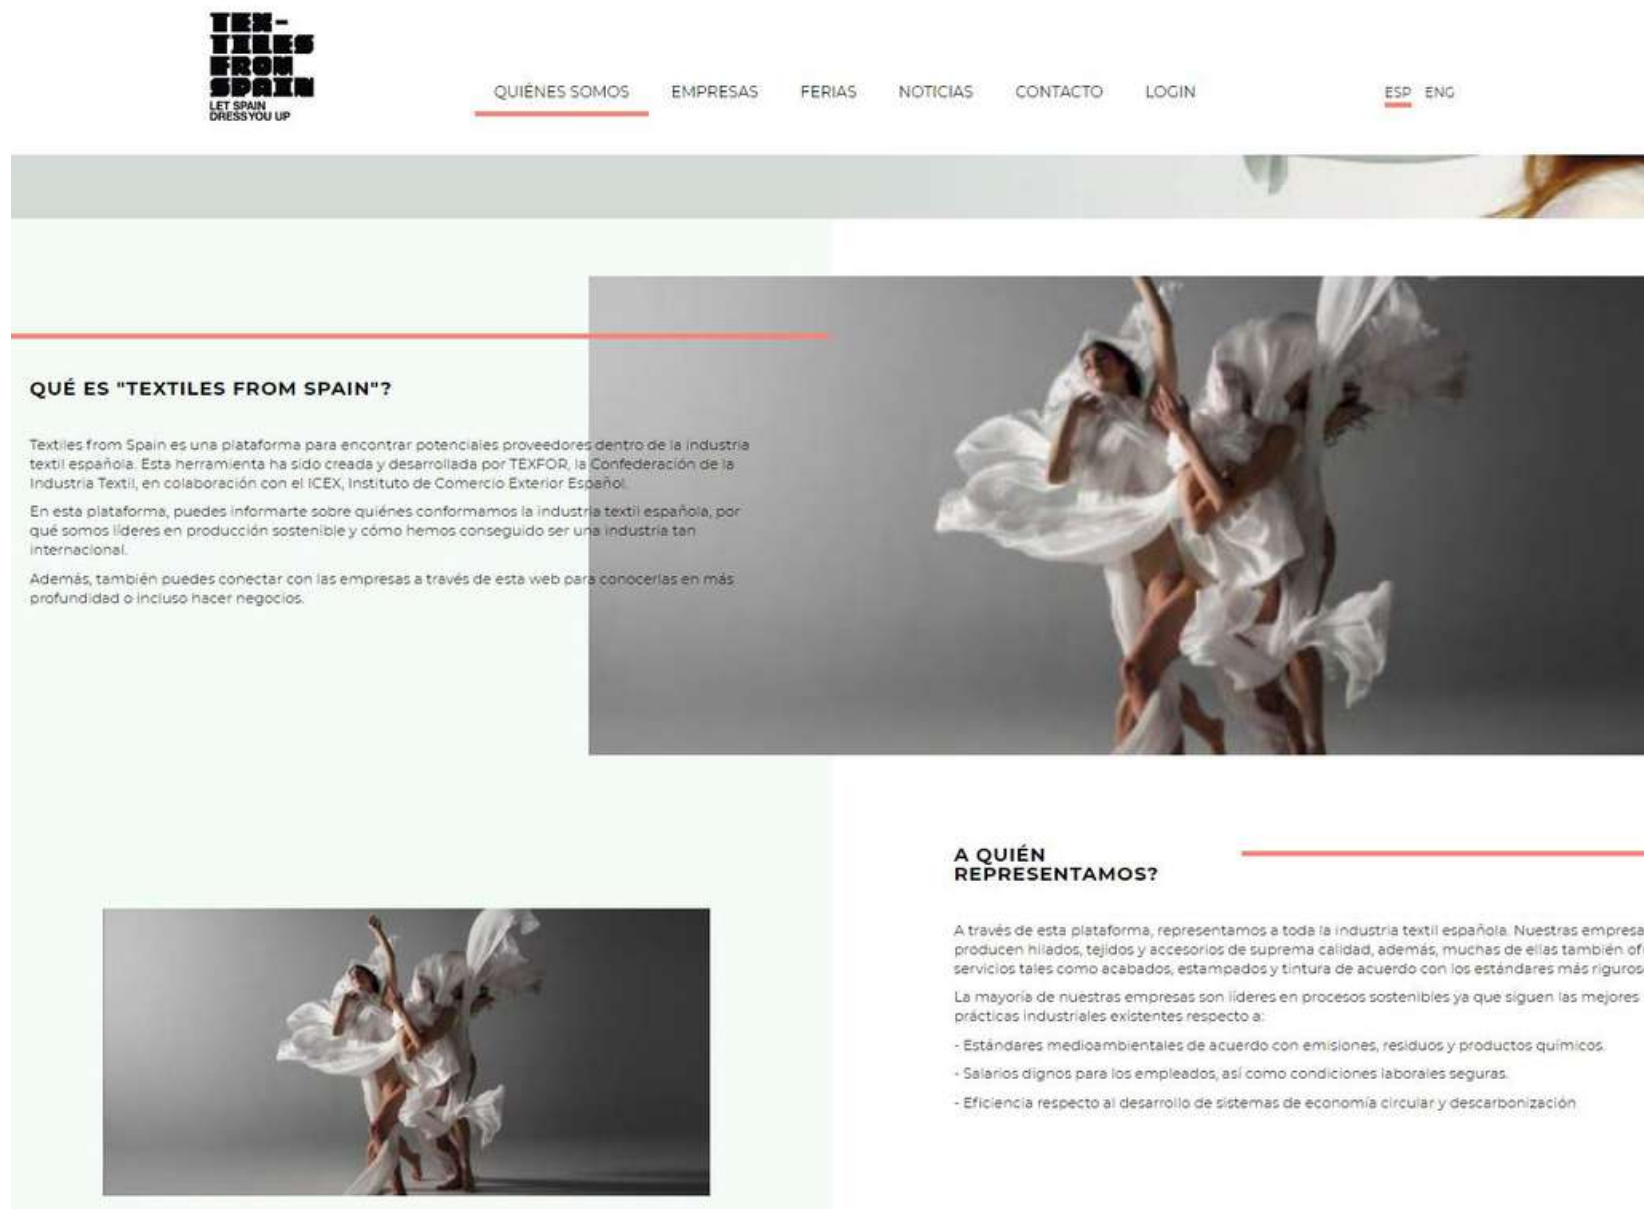 TEX-
TILES
FROM
SPAIN
LET SPAIN
DRESS YOU UP
QUIÉNES SOMOS EMPRESAS FERIAS NOTICIAS CONTACTO LOGIN ESP ENG
QUÉ ES "TEXTILES FROM SPAIN"?
Textiles from Spain es una plataforma para encontrar potenciales proveedores dentro de la industria
textil española. Esta herramienta ha sido creada y desarrollada por TEXFOR, la Confederación de la
Industria Textil, en colaboración con el ICEX, Instituto de Comercio Exterior Español.
En esta plataforma, puedes informarte sobre quiénes conformamos la industria textil española, por
qué somos líderes en producción sostenible y cómo hemos conseguido ser una industria tan
internacional.
Además, también puedes conectar con las empresas a través de esta web para conocerlas en más
profundidad o incluso hacer negocios.
A QUIÉN
REPRESENTAMOS?
A través de esta plataforma, representamos a toda la industria textil española. Nuestras empresa
producen hilados, tejidos y accesorios de suprema calidad, además, muchas de ellas también of
servicios tales como acabados, estampados y tintura de acuerdo con los estándares más riguros
La mayoría de nuestras empresas son líderes en procesos sostenibles ya que siguen las mejores
prácticas industriales existentes respecto a:
- Estándares medioambientales de acuerdo con emisiones, residuos y productos químicos.
- Salarios dignos para los empleados, así como condiciones laborales seguras.
- Eficiencia respecto al desarrollo de sistemas de economía circular y descarbonización